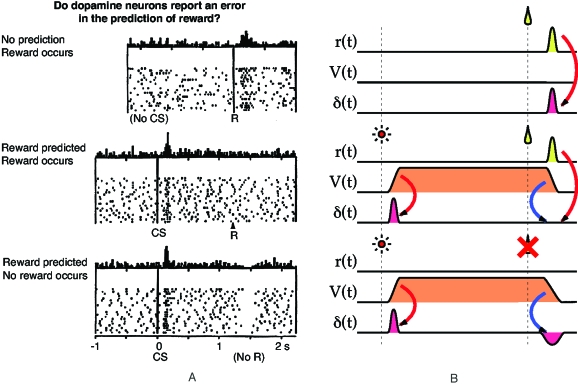 Do dopamine neurons report an error
in the prediction of reward?
No prediction
Reward occurs
(No CS)
R
Reward predicted
Reward occurs
CS
R
Reward predicted
No reward occurs
-1
0
1
2 s
CS
(No R)
A
r(t)
V(t)
δ(t)
r(t)
V(t)
δ(t)
r(t)
V(t)
δ(t)
B